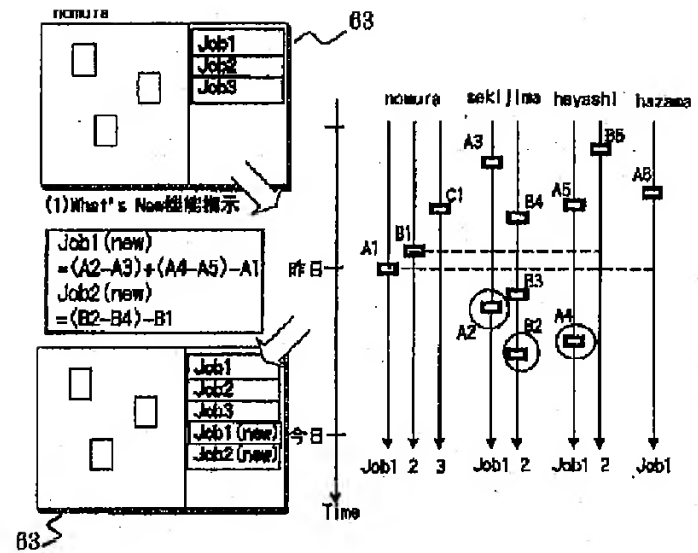 nomura
63
Job1
Job2
Job3
(1)What's New機能指示
Job1(new)
=(A2-A3)+(A4-A5)-A1
Job2(new)
=(B2-B4)-B1
Job1
Job2
Job3
Job1(new)
Job2(new)
63
nomura sekijima hayashi hazama
A3
B5
A6
C1
B4
A5
B1
A1
昨日
B3
A2
B2
A4
今日
Job1 2 3 Job1 2 Job1 2 Job1
Time